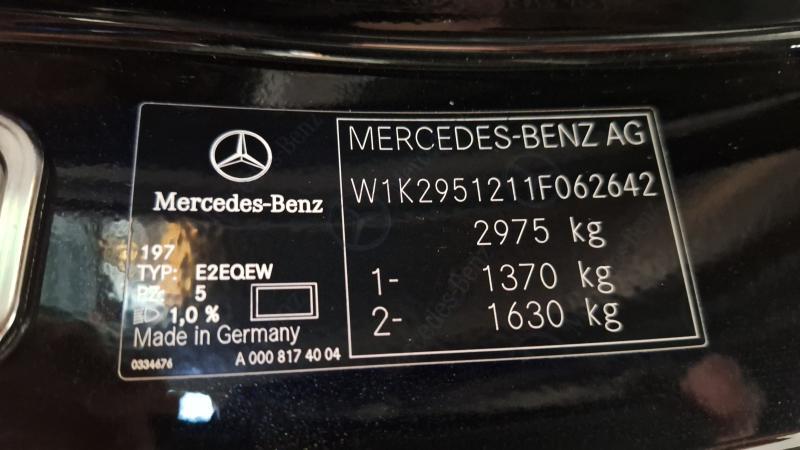 Mercedes-Benz
197
TYP: E2EQEW
PZ: 5
1,0 %
Made in Germany
0334676
A 000 817 40 04
MERCEDES-BENZ AG
W1K2951211F062642
2975 kg
1- 1370 kg
2- 1630 kg